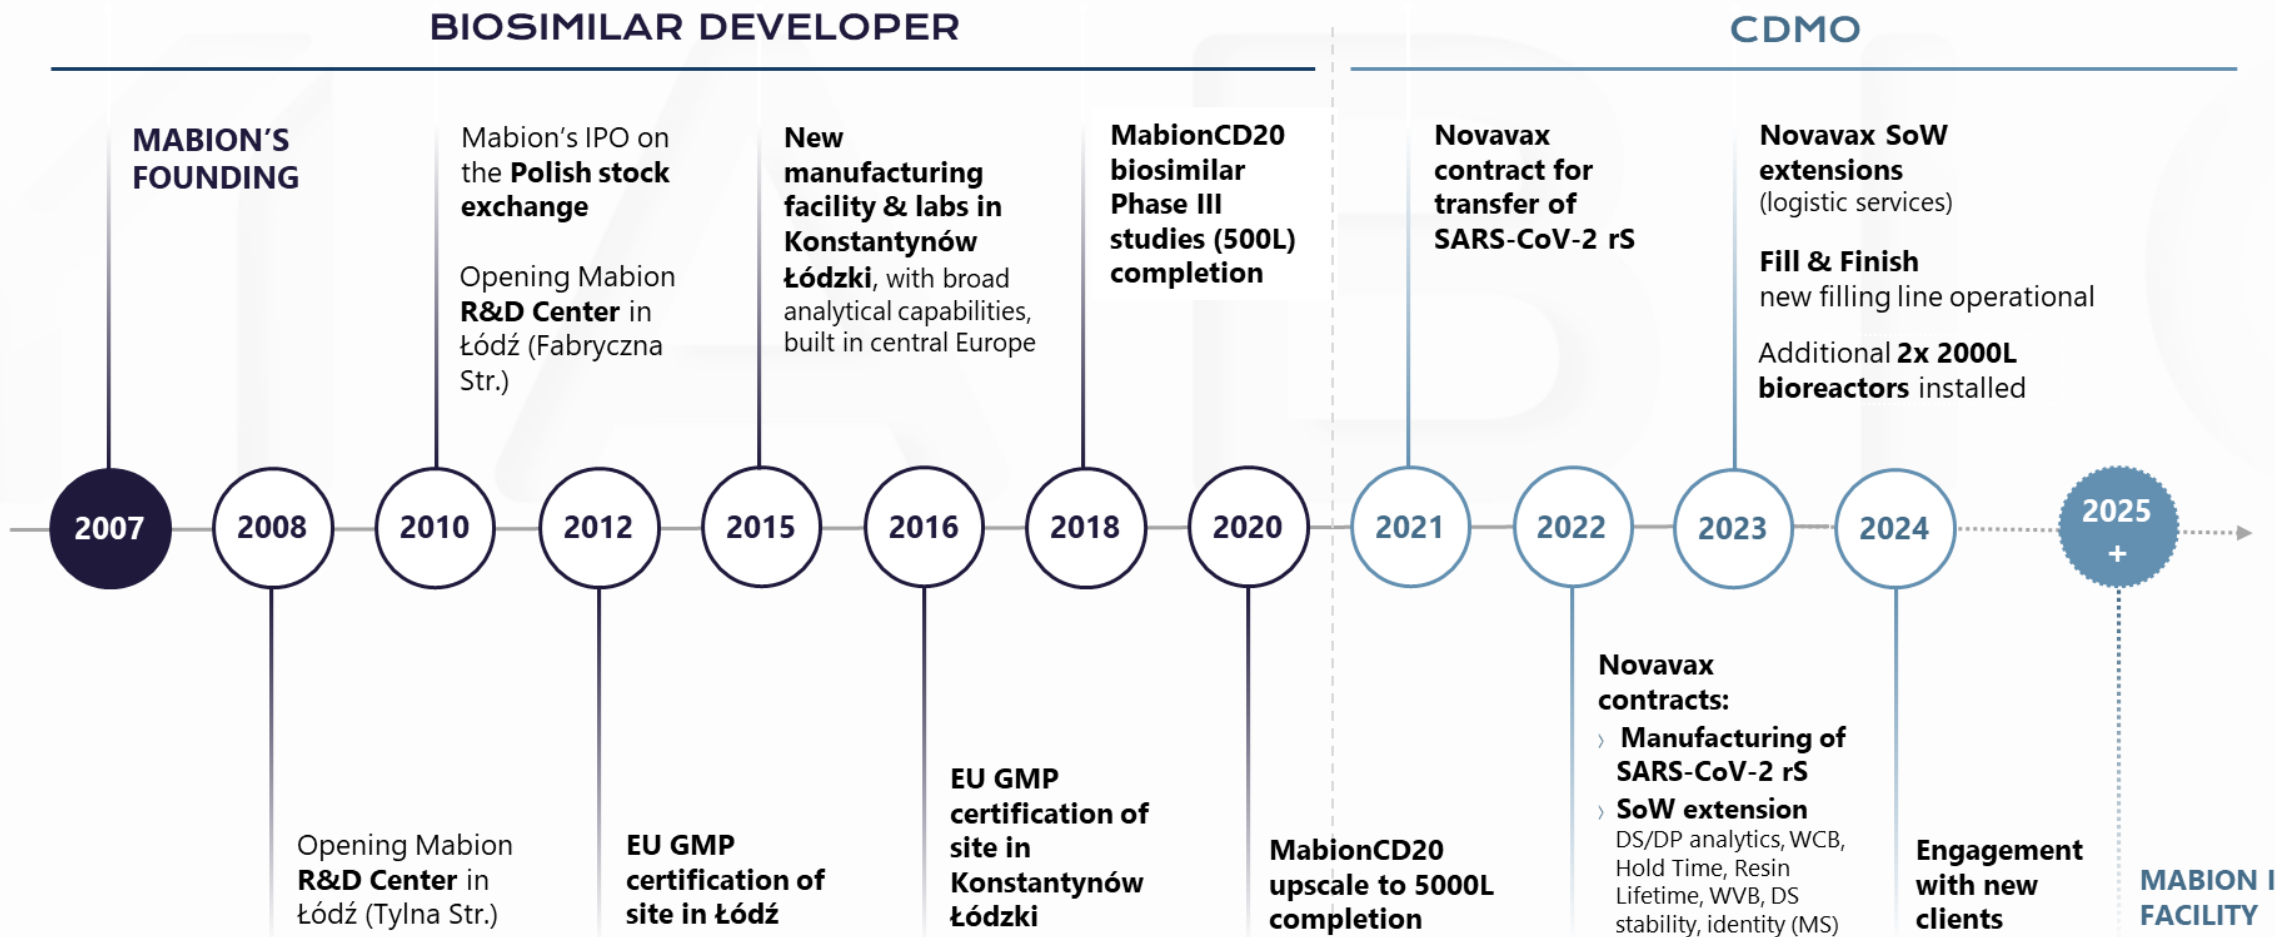 BIOSIMILAR DEVELOPER
CDMO
MABION'S
FOUNDING
Mabion's IPO on
the Polish stock
exchange
Opening Mabion
R&D Center in
Łódź (Fabryczna
Str.)
New
manufacturing
facility & labs in
Konstantynów
Łódzki, with broad
analytical capabilities,
built in central Europe
MabionCD20
biosimilar
Phase III
studies (500L)
completion
Novavax
contract for
transfer of
SARS-CoV-2 rS
Novavax SoW
extensions
(logistic services)
Fill & Finish
new filling line operational
Additional 2x 2000L
bioreactors installed
2007
2008
2010
2012
2015
2016
2018
2020
2021
2022
2023
2024
2025
+
Opening Mabion
R&D Center in
Łódź (Tylna Str.)
EU GMP
certification of
site in Łódź
EU GMP
certification of
site in
Konstantynów
Łódzki
MabionCD20
upscale to 5000L
completion
Novavax
contracts:
› Manufacturing of
SARS-CoV-2 rS
› SoW extension
DS/DP analytics, WCB,
Hold Time, Resin
Lifetime, WVB, DS
stability, identity (MS)
Engagement
with new
clients
MABION I
FACILITY